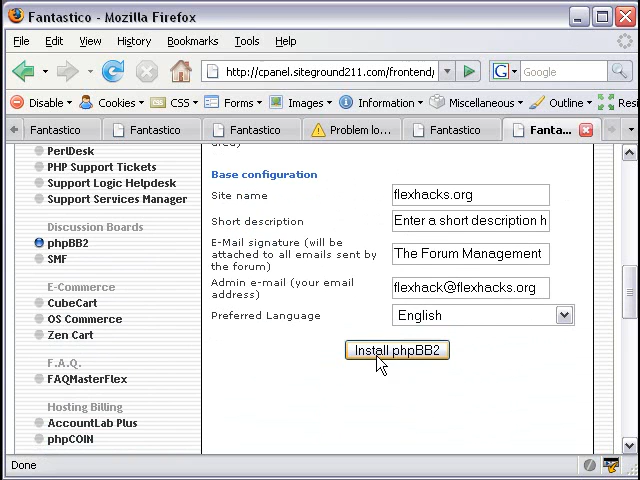 Fantastico - Mozilla Firefox
File Edit View History Bookmarks Tools Help
http://cpanel.siteground211.com/frontend/ G Google
Disable Cookies CSS Forms Images Information Miscellaneous Outline Resi
Fantastico Fantastico Fantastico Problem lo... Fantastico Fanta...
PerlDesk
PHP Support Tickets
Support Logic Helpdesk
Support Services Manager
Discussion Boards
phpBB2
SMF
E-Commerce
CubeCart
OS Commerce
Zen Cart
F.A.Q.
FAQMasterFlex
Hosting Billing
AccountLab Plus
phpCOIN
area)
Base configuration
Site name flexhacks.org
Short description Enter a short description h
E-Mail signature (will be
attached to all emails sent by
the forum)
The Forum Management
Admin e-mail (your email
address)
flexhack@flexhacks.org
Preferred Language English
Install phpBB2
Done